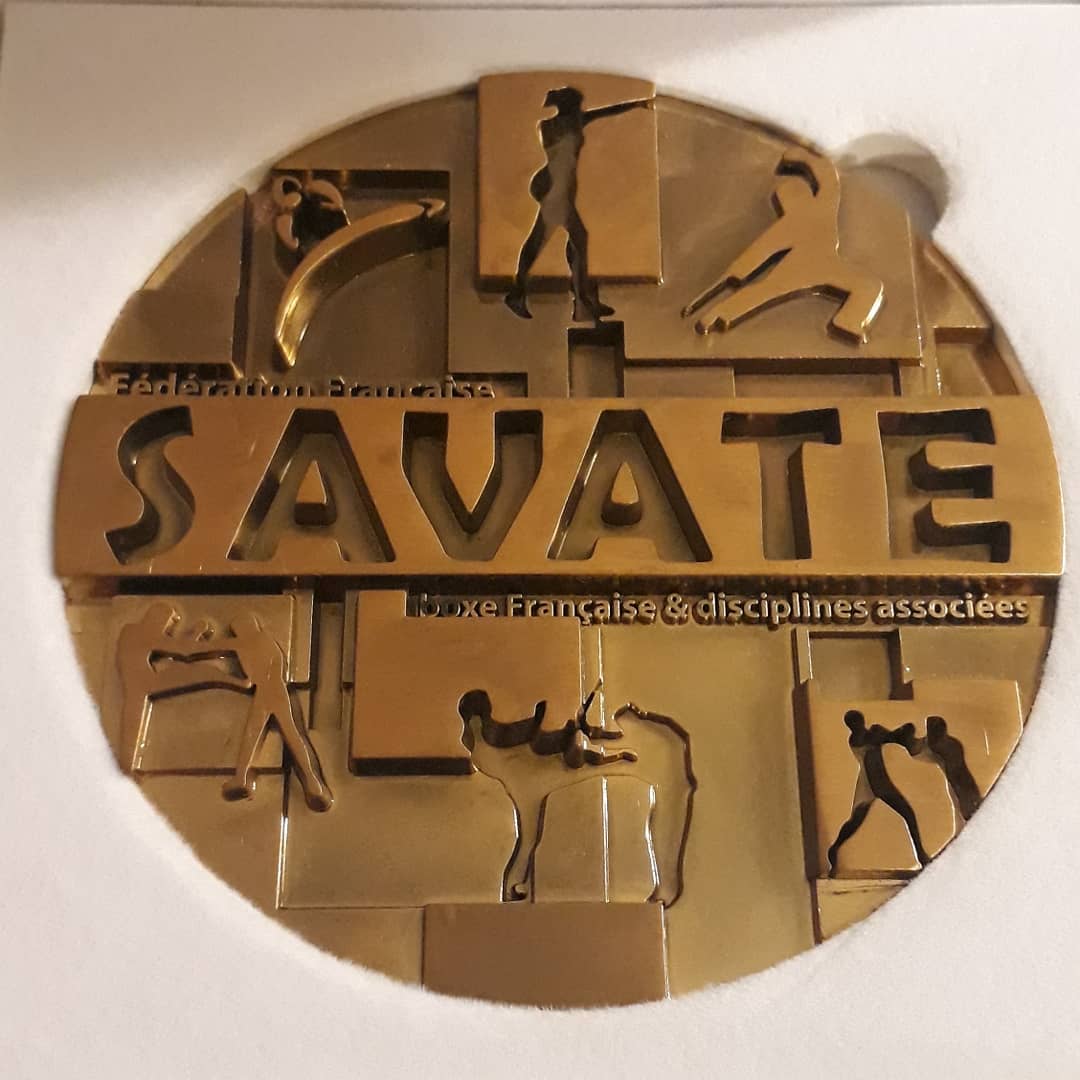 Fédération Française
SAVATE
boxe Française & disciplines associées